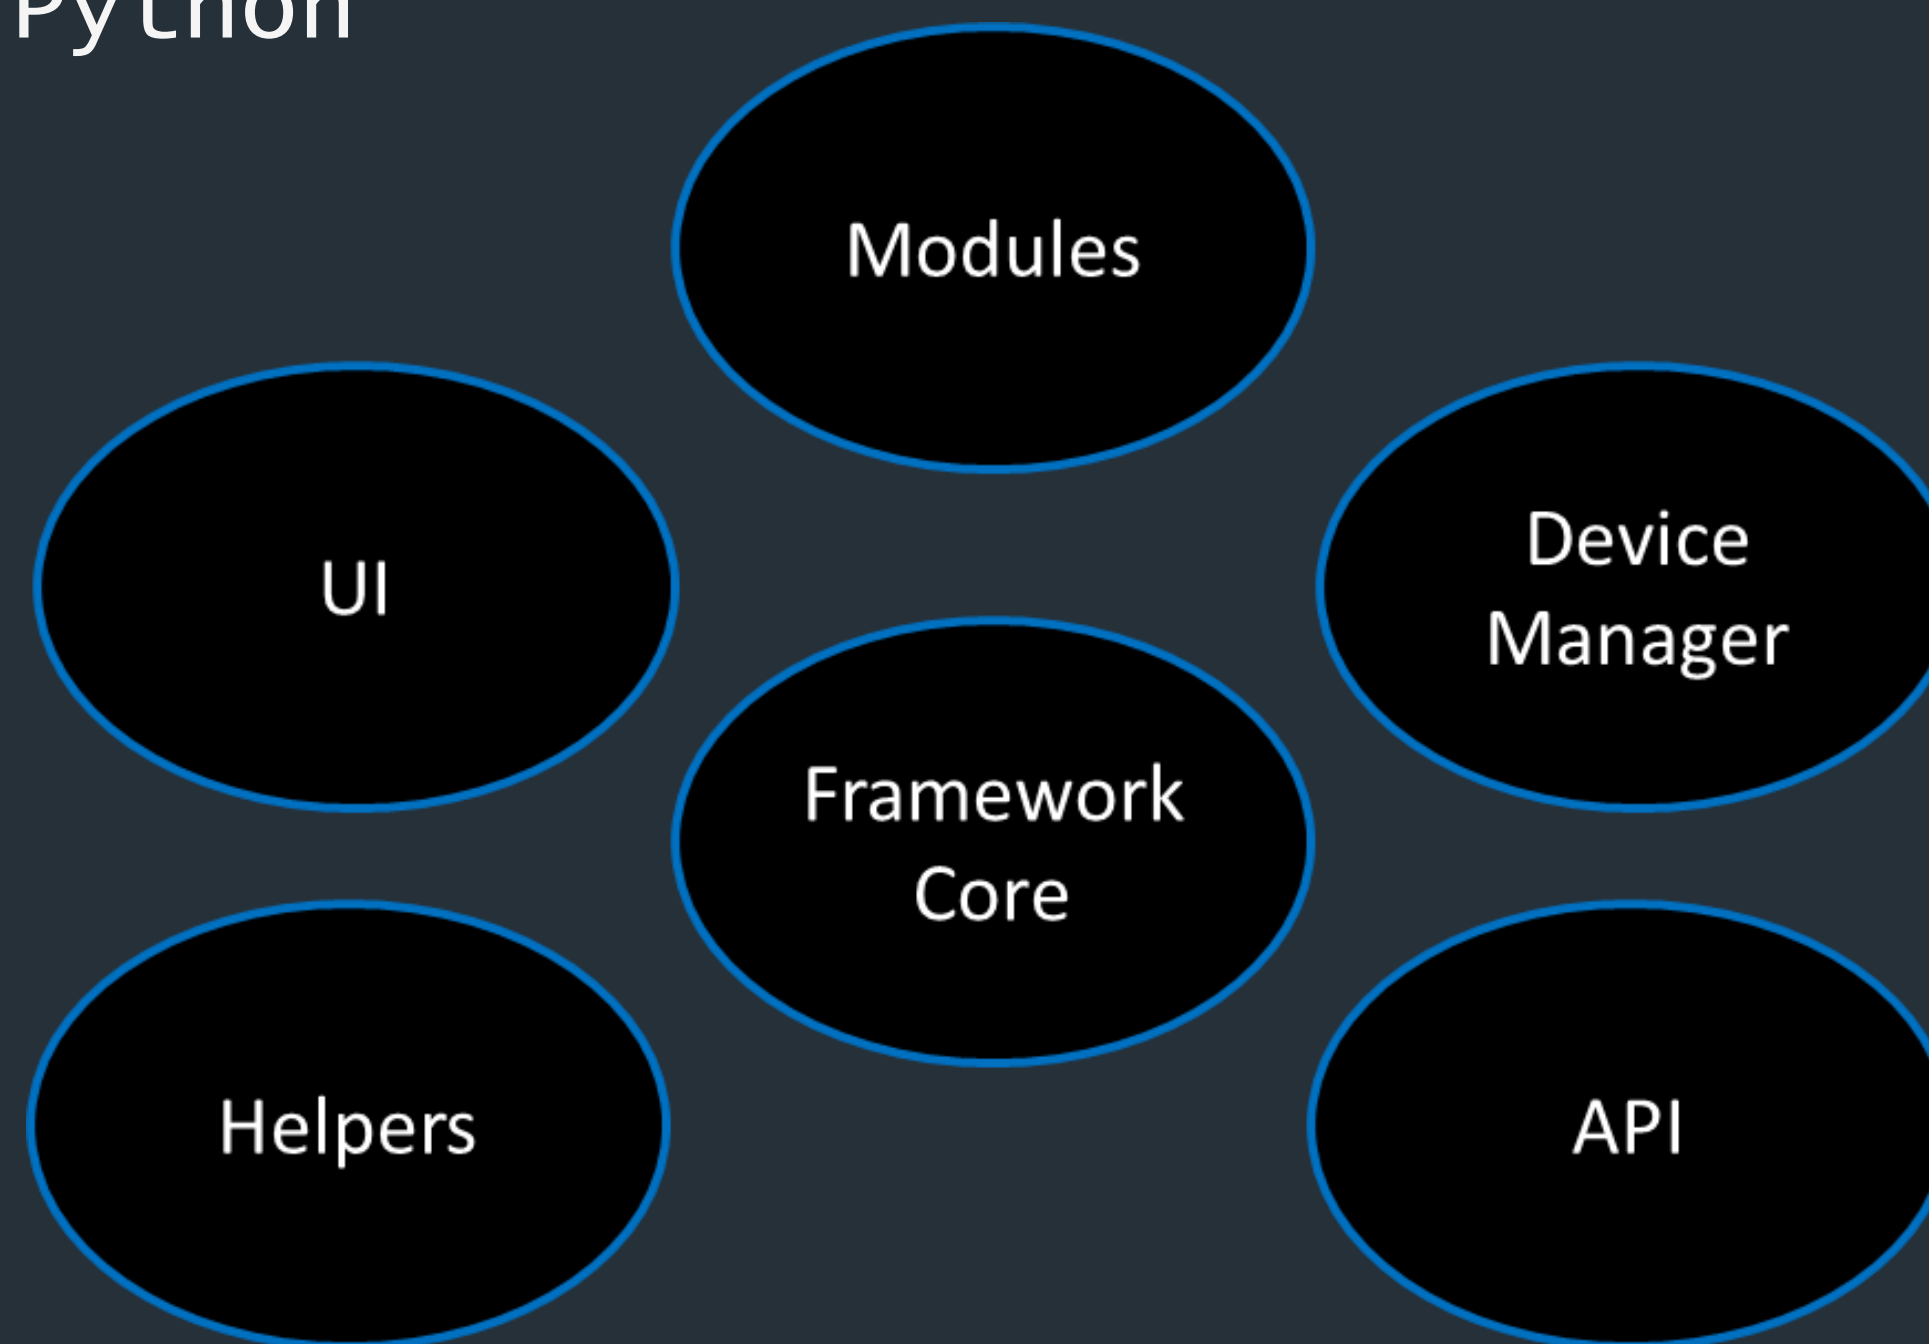 Python
Modules
UI
Device
Manager
Framework
Core
Helpers
API